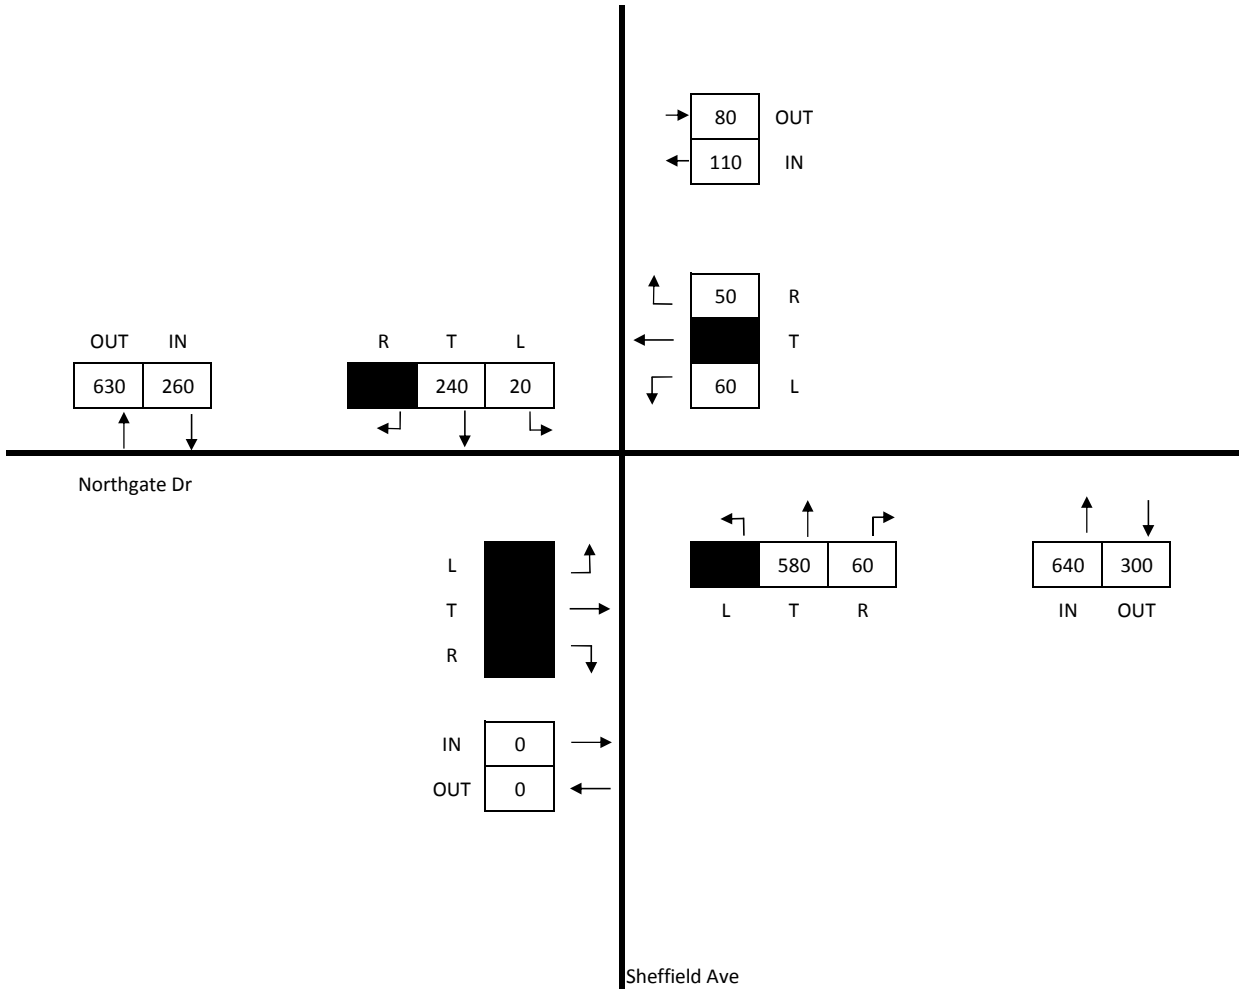 80 OUT
110 IN
50 R
OUT IN R T L T
630 260 240 20 60 L
Northgate Dr
L 580 60 640 300
T L T R IN OUT
R
IN 0
OUT 0
Sheffield Ave